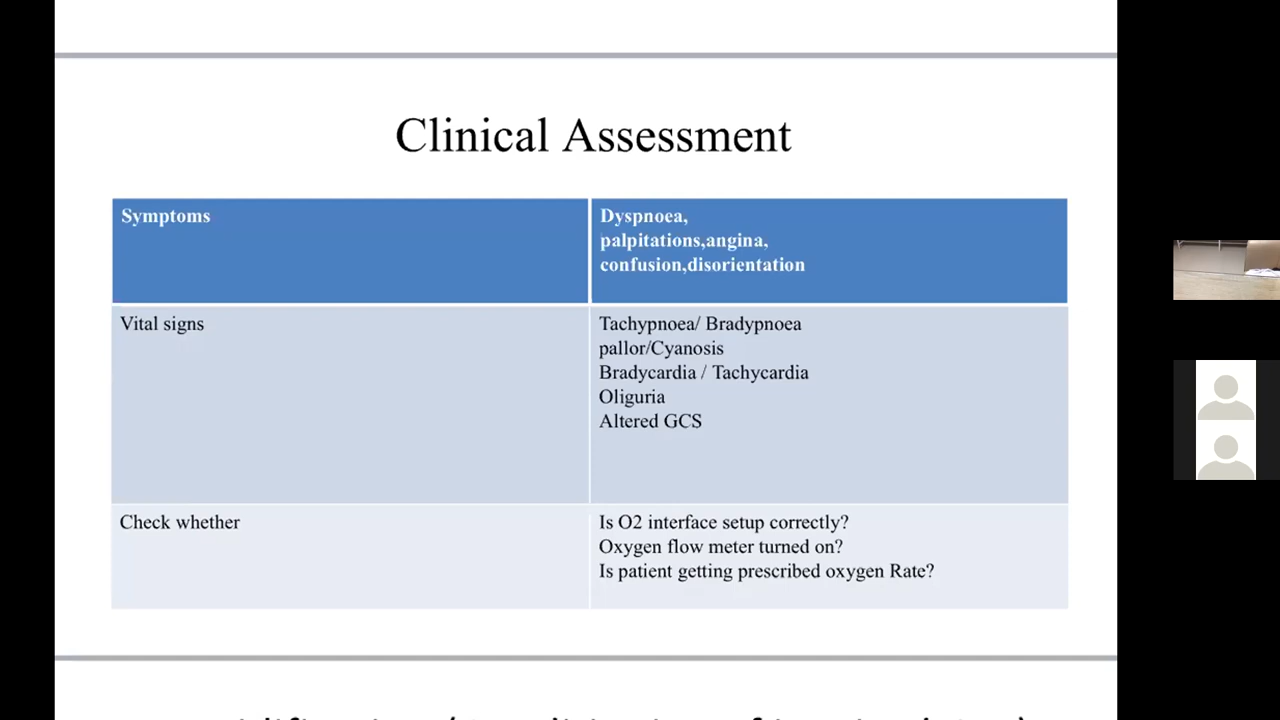 Clinical Assessment
Symptoms
Dyspnoea,
palpitations,angina,
confusion,disorientation
Vital signs
Tachypnoea/ Bradypnoea
pallor/Cyanosis
Bradycardia / Tachycardia
Oliguria
Altered GCS
Check whether
Is O2 interface setup correctly?
Oxygen flow meter turned on?
Is patient getting prescribed oxygen Rate?